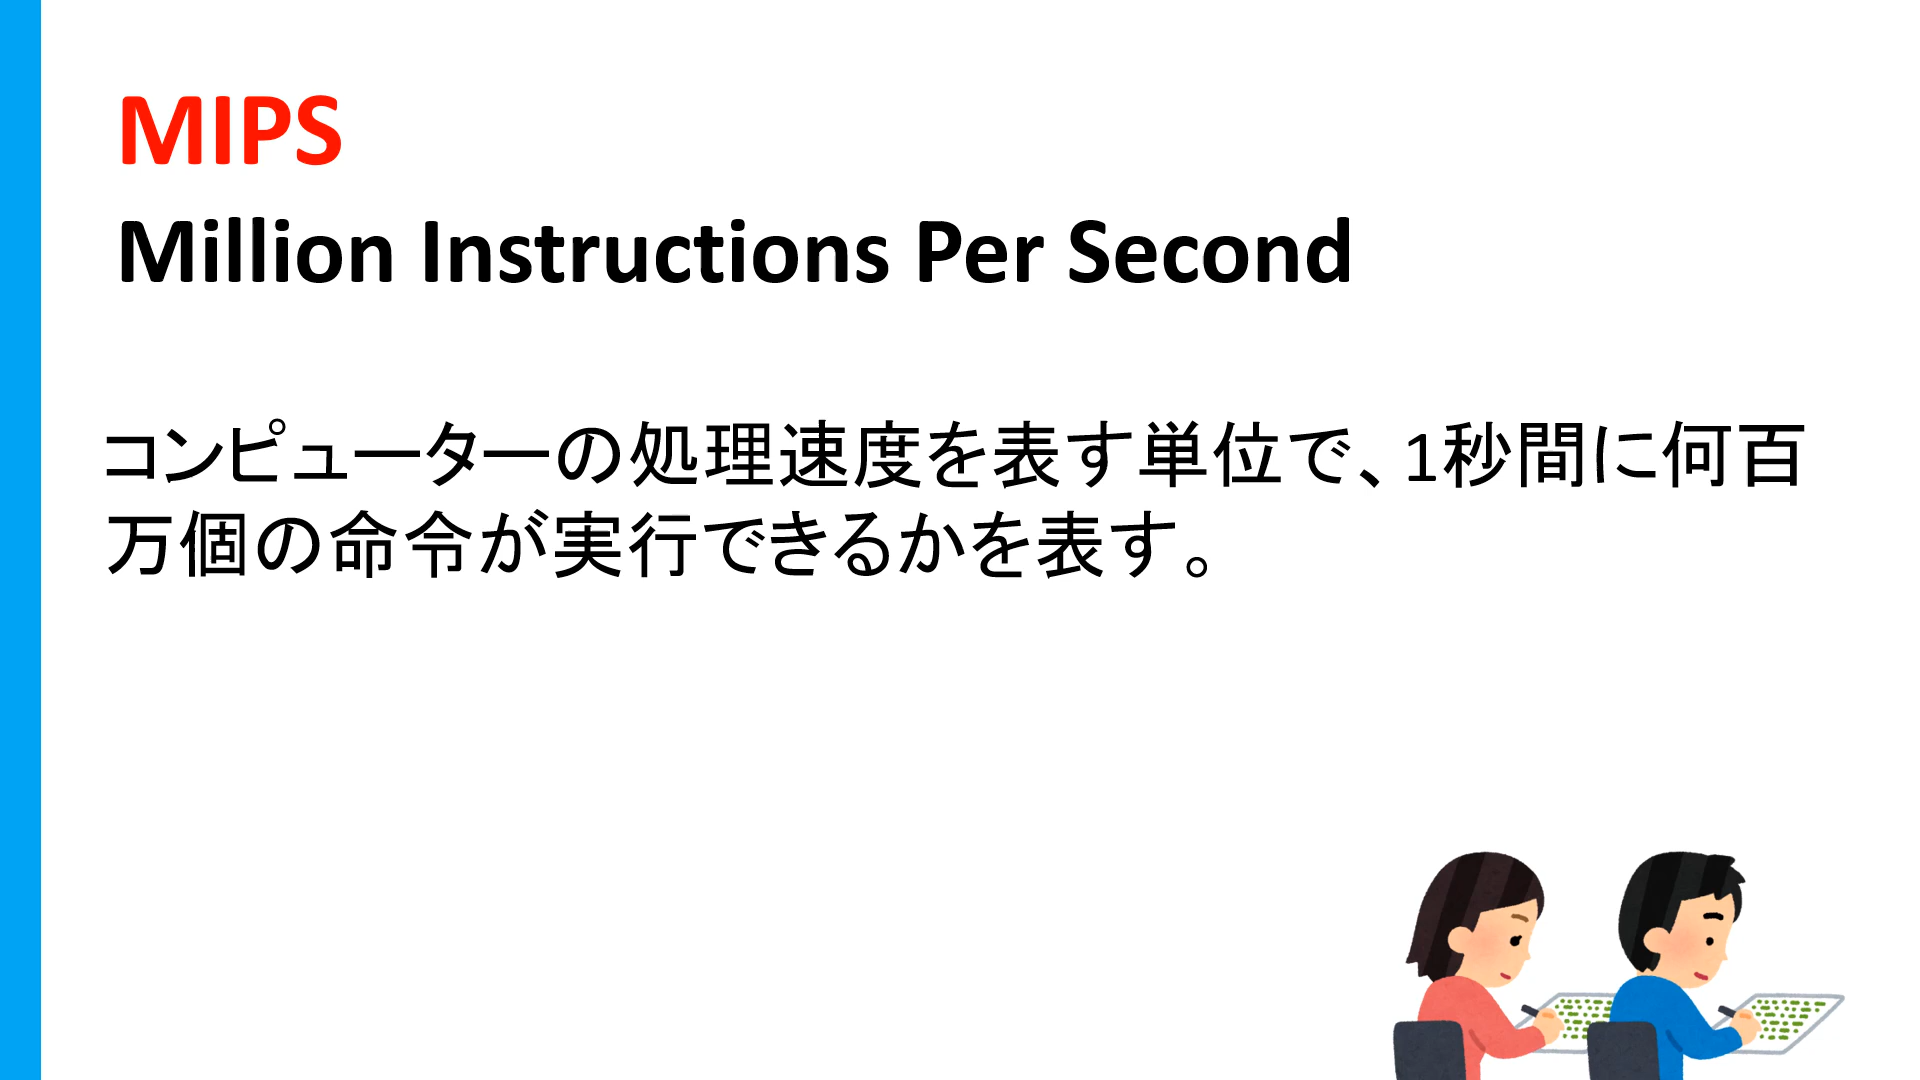 MIPS
Million Instructions Per Second
コンピューターの処理速度を表す単位で、1秒間に何百
万個の命令が実行できるかを表す。